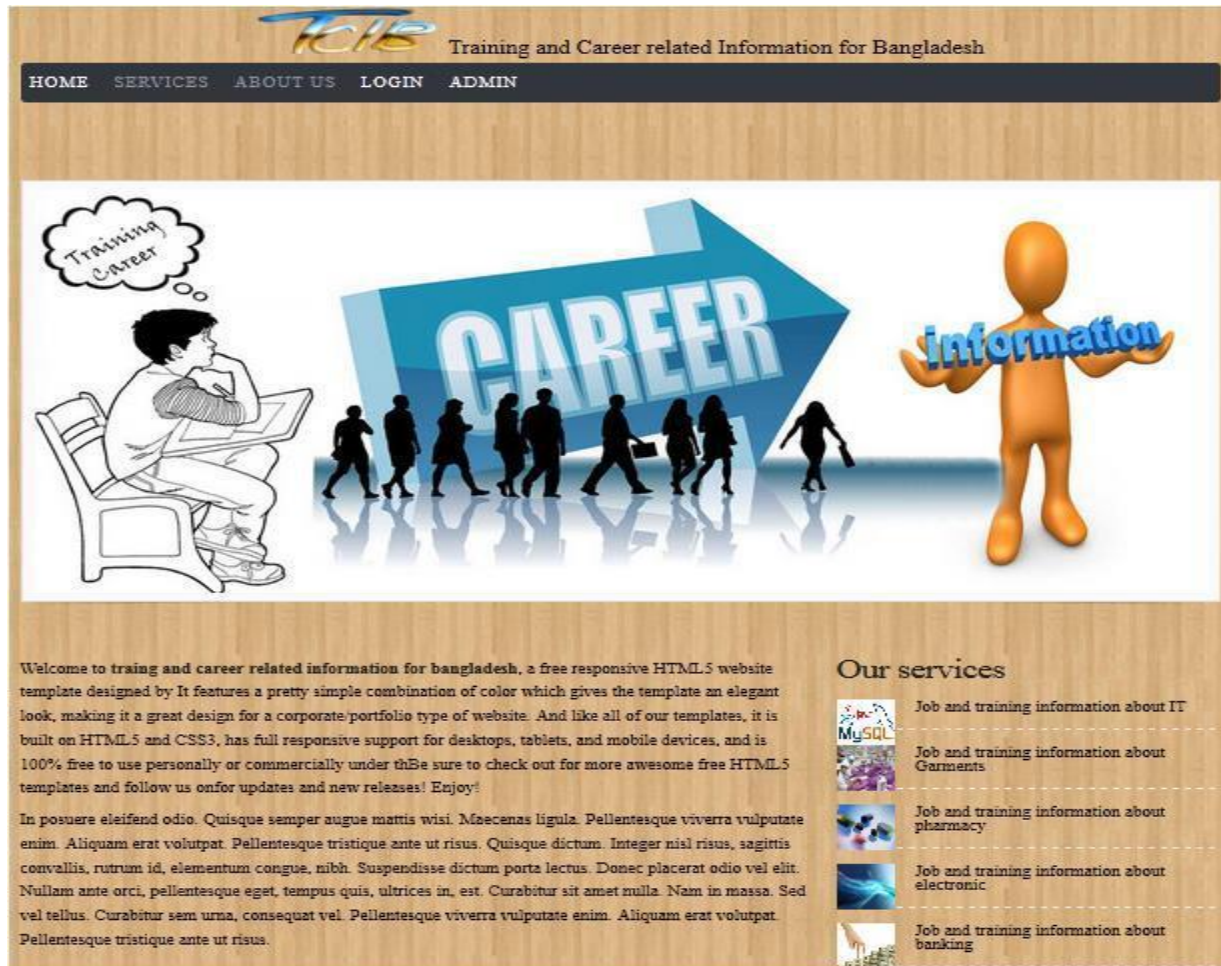 TCIB Training and Career related Information for Bangladesh
HOME SERVICES ABOUT US LOGIN ADMIN
Training
Career
CAREER
information
Welcome to traing and career related information for bangladesh, a free responsive HTML5 website
template designed by It features a pretty simple combination of color which gives the template an elegant
look, making it a great design for a corporate/portfolio type of website. And like all of our templates, it is
built on HTML5 and CSS3, has full responsive support for desktops, tablets, and mobile devices, and is
100% free to use personally or commercially under thBe sure to check out for more awesome free HTML5
templates and follow us onfor updates and new releases! Enjoy!
In posuere eleifend odio. Quisque semper augue mattis wisi. Maecenas ligula. Pellentesque viverra vulputate
enim. Aliquam erat volutpat. Pellentesque tristique ante ut risus. Quisque dictum. Integer nisl risus, sagittis
convallis, rutrum id, elementum congue, nibh. Suspendisse dictum porta lectus. Donec placerat odio vel elit.
Nullam ante orci, pellentesque eget, tempus quis, ultrices in, est. Curabitur sit amet nulla. Nam in massa. Sed
vel tellus. Curabitur sem urna, consequat vel. Pellentesque viverra vulputate enim. Aliquam erat volutpat.
Pellentesque tristique ante ut risus.
Our services
MySQL
Job and training information about IT
Job and training information about
Garments
Job and training information about
pharmacy
Job and training information about
electronic
Job and training information about
banking